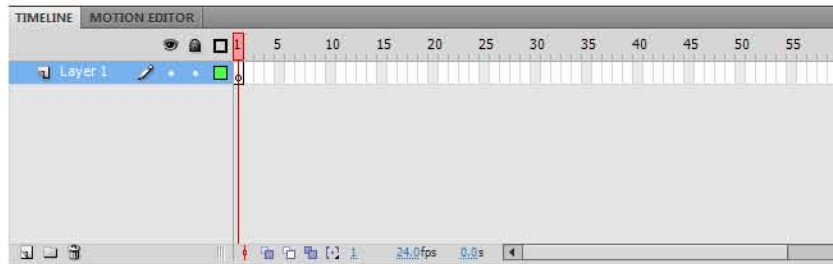 TIMELINE MOTION EDITOR
1 5 10 15 20 25 30 35 40 45 50 55
Layer 1
1 24.0fps 0.0s